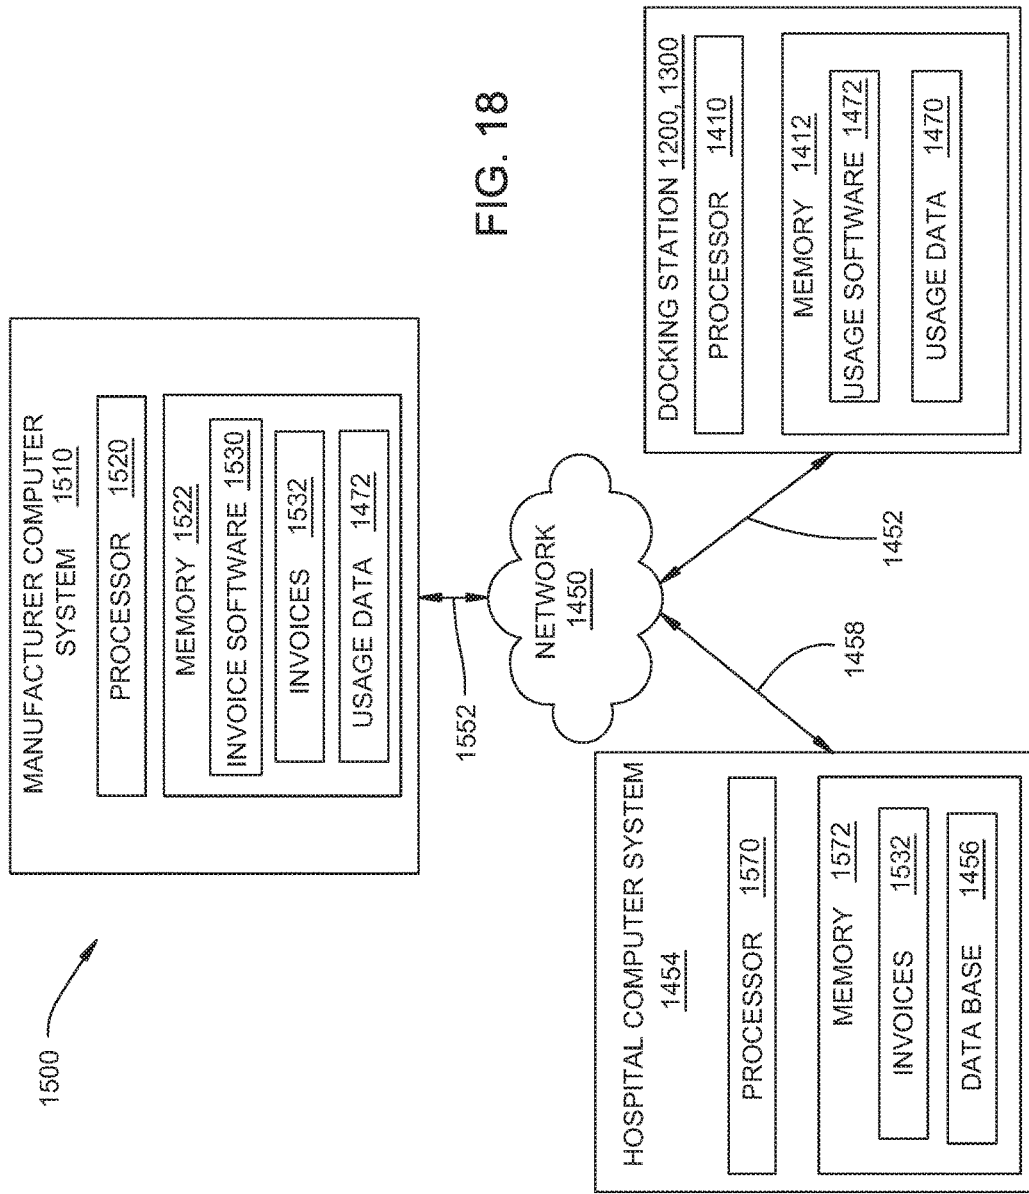 1500
MANUFACTURER COMPUTER
SYSTEM 1510
PROCESSOR 1520
MEMORY 1522
INVOICE SOFTWARE 1530
INVOICES 1532
USAGE DATA 1472
1552
NETWORK
1450
FIG. 18
HOSPITAL COMPUTER SYSTEM
1454
PROCESSOR 1570
MEMORY 1572
INVOICES 1532
DATA BASE 1456
1458
1452
DOCKING STATION 1200, 1300
PROCESSOR 1410
MEMORY 1412
USAGE SOFTWARE 1472
USAGE DATA 1470